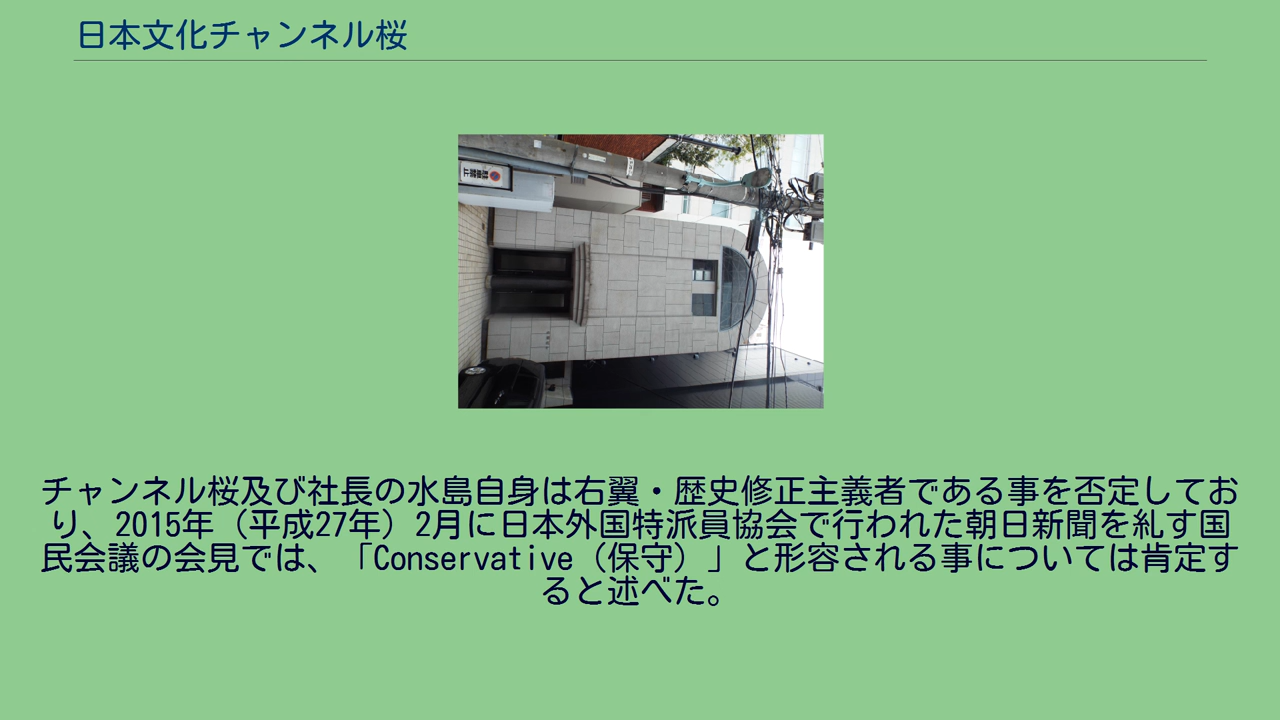 日本文化チャンネル桜
駐車禁止
チャンネル桜及び社長の水島自身は右翼・歴史修正主義者である事を否定してお
り、2015年（平成27年）2月に日本外国特派員協会で行われた朝日新聞を糺す国
民会議の会見では、「Conservative（保守）」と形容される事については肯定す
ると述べた。